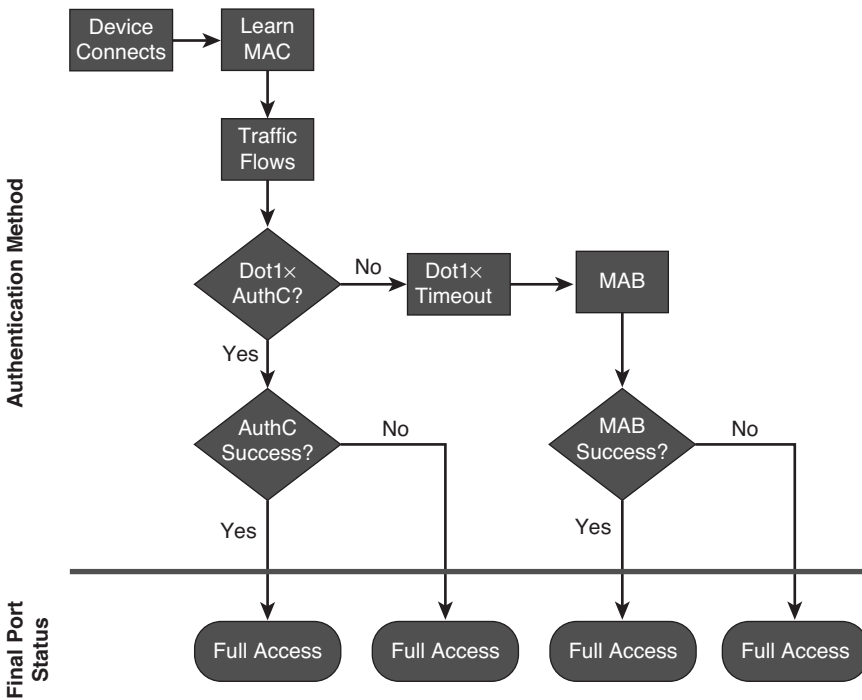 Device
Connects
Learn
MAC
Traffic
Flows
Authentication Method
Dot1×
AuthC?
No
Dot1×
Timeout
MAB
Yes
AuthC
Success?
No
MAB
Success?
No
Yes
Yes
Final Port
Status
Full Access
Full Access
Full Access
Full Access